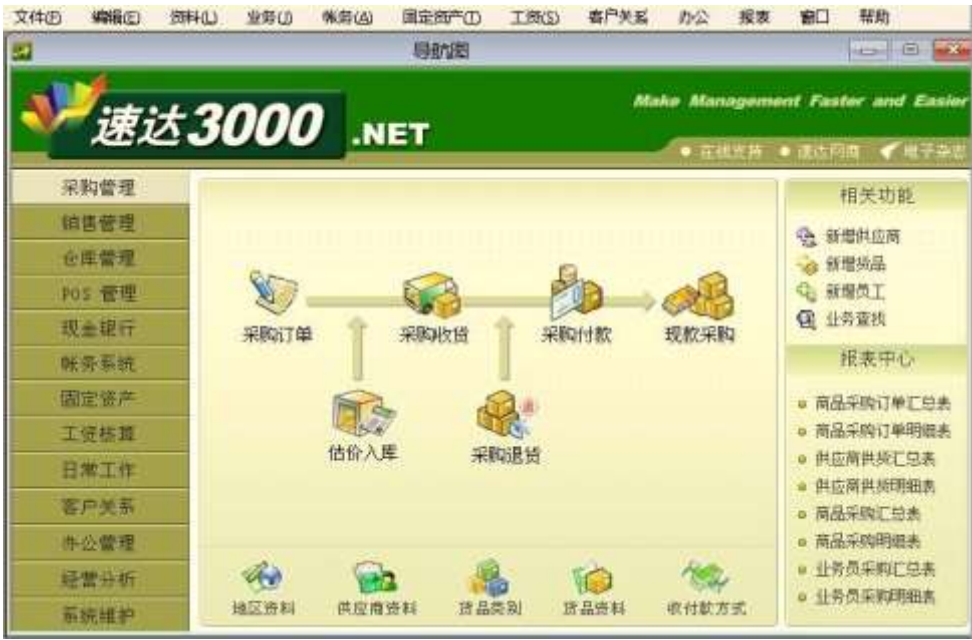 文件(F) 编辑(E) 资料(L) 业务(J) 帐务(A) 固定资产(T) 工资(S) 客户关系 办公 报表 窗口 帮助
导航图
速达3000 .NET
Make Management Faster and Easier
在线支持 速达网商 电子杂志
采购管理
销售管理
仓库管理
POS 管理
现金银行
帐务系统
固定资产
工资核算
日常工作
客户关系
办公管理
经营分析
系统维护
采购订单 采购收货 采购付款 现款采购
估价入库 采购退货
地区资料 供应商资料 货品类别 货品资料 收付款方式
相关功能
新增供应商
新增货品
新增员工
业务查找
报表中心
商品采购订单汇总表
商品采购订单明细表
供应商供货汇总表
供应商供货明细表
商品采购汇总表
商品采购明细表
业务员采购汇总表
业务员采购明细表